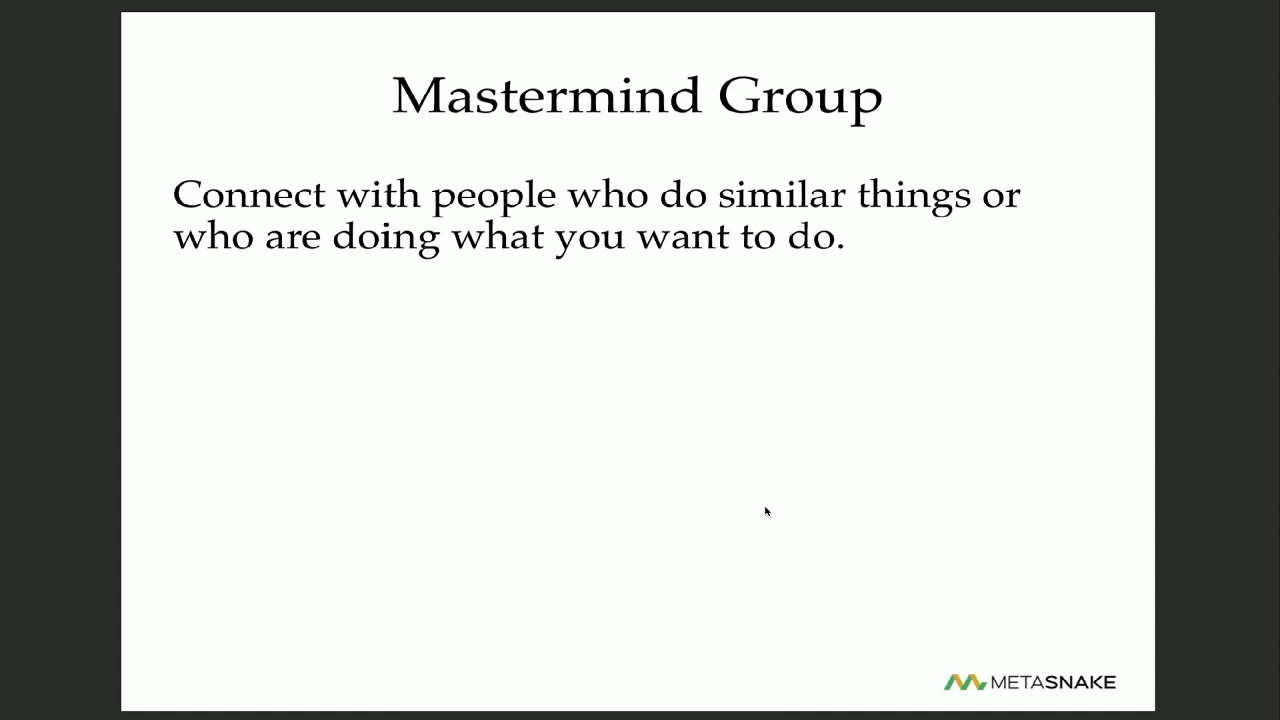 Mastermind Group
Connect with people who do similar things or
who are doing what you want to do.
METASNAKE